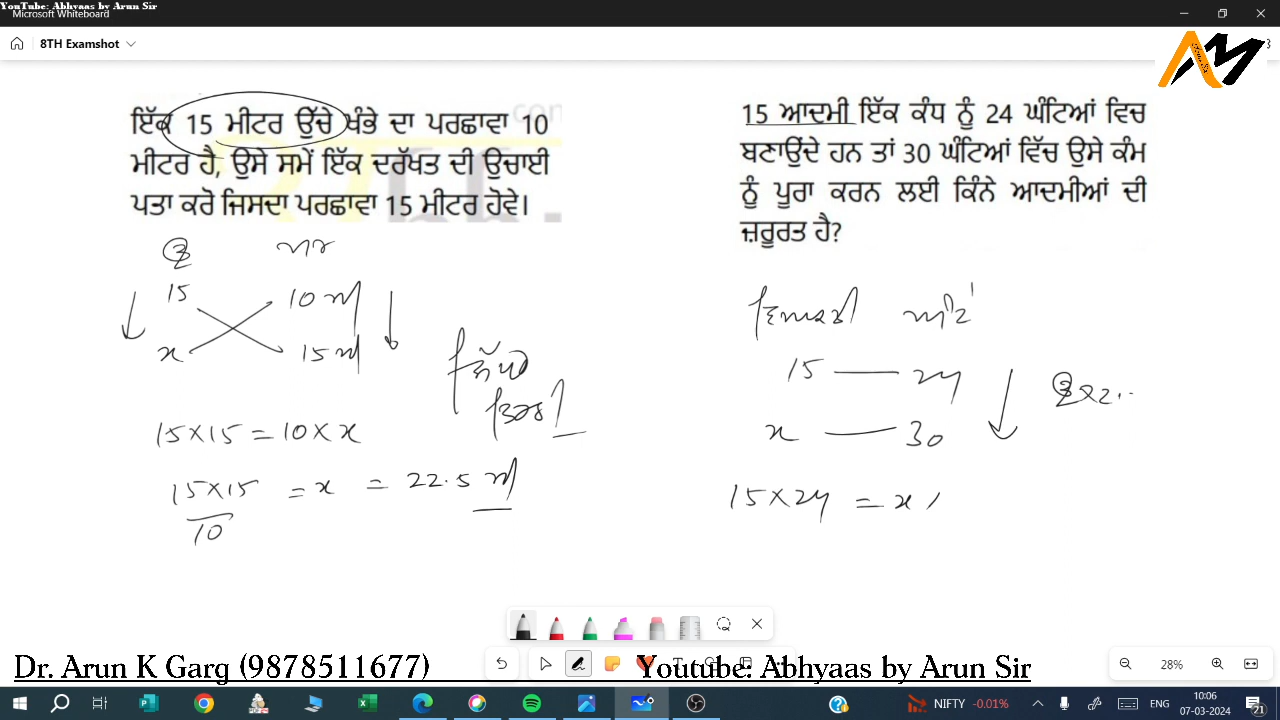 YouTube: Abhyaas by Arun Sir
Microsoft Whiteboard
8TH Examshot
AM
3
ਇੱਕ 15 ਮੀਟਰ ਉੱਚੇ ਖੰਭੇ ਦਾ ਪਰਛਾਵਾ 10
ਮੀਟਰ ਹੈ, ਉਸੇ ਸਮੇਂ ਇੱਕ ਦਰੱਖਤ ਦੀ ਉਚਾਈ
ਪਤਾ ਕਰੋ ਜਿਸਦਾ ਪਰਛਾਵਾ 15 ਮੀਟਰ ਹੋਵੇ।
15 10 ਮੀ
x 15 ਮੀ
15×15 = 10×x
15×15 = x = 22.5 ਮੀ
10
15 ਆਦਮੀ ਇੱਕ ਕੰਧ ਨੂੰ 24 ਘੰਟਿਆਂ ਵਿਚ
ਬਣਾਉਂਦੇ ਹਨ ਤਾਂ 30 ਘੰਟਿਆਂ ਵਿੱਚ ਉਸੇ ਕੰਮ
ਨੂੰ ਪੂਰਾ ਕਰਨ ਲਈ ਕਿੰਨੇ ਆਦਮੀਆਂ ਦੀ
ਜ਼ਰੂਰਤ ਹੈ?
15 — 24
x — 30
15×24 = x
28%
Dr. Arun K Garg (9878511677)
Youtube: Abhyaas by Arun Sir
NIFTY -0.01%
ENG
10:06
07-03-2024
21